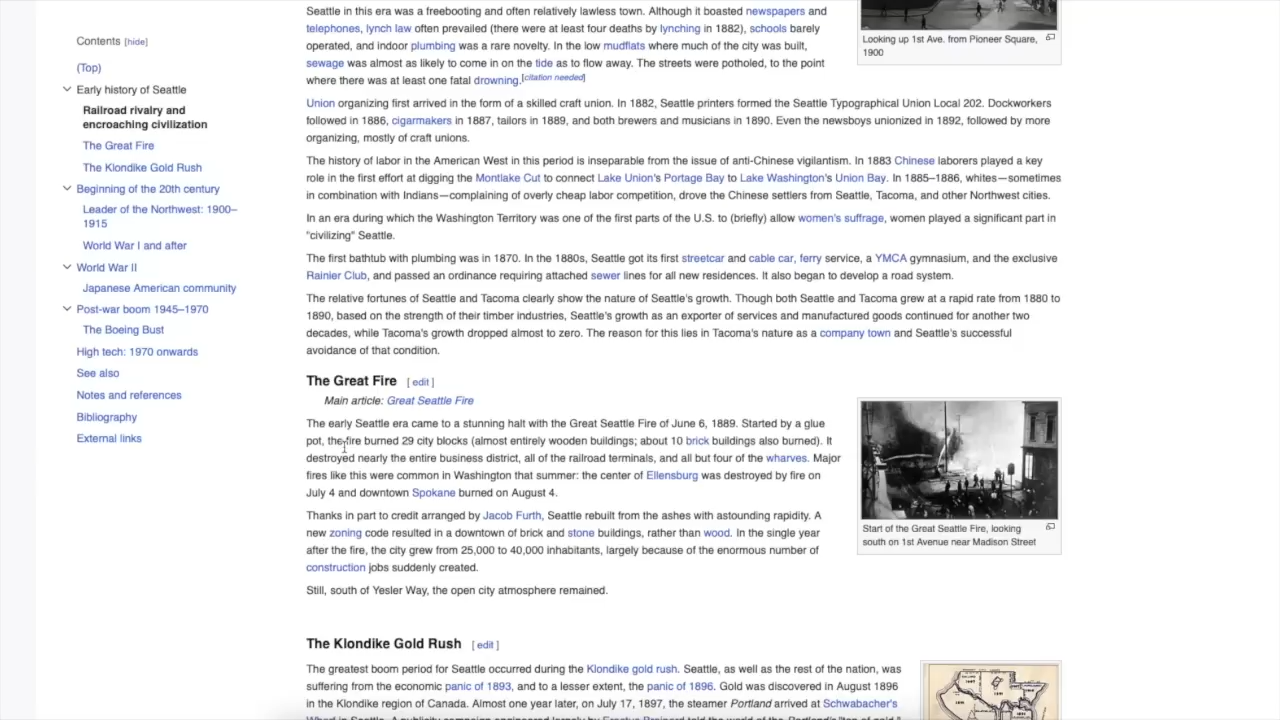 Contents [hide]
(Top)
Early history of Seattle
Railroad rivalry and
encroaching civilization
The Great Fire
The Klondike Gold Rush
Beginning of the 20th century
Leader of the Northwest: 1900–
1915
World War I and after
World War II
Japanese American community
Post-war boom 1945–1970
The Boeing Bust
High tech: 1970 onwards
See also
Notes and references
Bibliography
External links
Seattle in this era was a freebooting and often relatively lawless town. Although it boasted newspapers and
telephones, lynch law often prevailed (there were at least four deaths by lynching in 1882), schools barely
operated, and indoor plumbing was a rare novelty. In the low mudflats where much of the city was built,
sewage was almost as likely to come in on the tide as to flow away. The streets were potholed, to the point
where there was at least one fatal drowning.[citation needed]
Looking up 1st Ave. from Pioneer Square,
1900
Union organizing first arrived in the form of a skilled craft union. In 1882, Seattle printers formed the Seattle Typographical Union Local 202. Dockworkers
followed in 1886, cigarmakers in 1887, tailors in 1889, and both brewers and musicians in 1890. Even the newsboys unionized in 1892, followed by more
organizing, mostly of craft unions.
The history of labor in the American West in this period is inseparable from the issue of anti-Chinese vigilantism. In 1883 Chinese laborers played a key
role in the first effort at digging the Montlake Cut to connect Lake Union's Portage Bay to Lake Washington's Union Bay. In 1885–1886, whites—sometimes
in combination with Indians—complaining of overly cheap labor competition, drove the Chinese settlers from Seattle, Tacoma, and other Northwest cities.
In an era during which the Washington Territory was one of the first parts of the U.S. to (briefly) allow women's suffrage, women played a significant part in
"civilizing" Seattle.
The first bathtub with plumbing was in 1870. In the 1880s, Seattle got its first streetcar and cable car, ferry service, a YMCA gymnasium, and the exclusive
Rainier Club, and passed an ordinance requiring attached sewer lines for all new residences. It also began to develop a road system.
The relative fortunes of Seattle and Tacoma clearly show the nature of Seattle's growth. Though both Seattle and Tacoma grew at a rapid rate from 1880 to
1890, based on the strength of their timber industries, Seattle's growth as an exporter of services and manufactured goods continued for another two
decades, while Tacoma's growth dropped almost to zero. The reason for this lies in Tacoma's nature as a company town and Seattle's successful
avoidance of that condition.
The Great Fire [ edit ]
Main article: Great Seattle Fire
The early Seattle era came to a stunning halt with the Great Seattle Fire of June 6, 1889. Started by a glue
pot, the fire burned 29 city blocks (almost entirely wooden buildings; about 10 brick buildings also burned). It
destroyed nearly the entire business district, all of the railroad terminals, and all but four of the wharves. Major
fires like this were common in Washington that summer: the center of Ellensburg was destroyed by fire on
July 4 and downtown Spokane burned on August 4.
Thanks in part to credit arranged by Jacob Furth, Seattle rebuilt from the ashes with astounding rapidity. A
new zoning code resulted in a downtown of brick and stone buildings, rather than wood. In the single year
after the fire, the city grew from 25,000 to 40,000 inhabitants, largely because of the enormous number of
construction jobs suddenly created.
Still, south of Yesler Way, the open city atmosphere remained.
Start of the Great Seattle Fire, looking
south on 1st Avenue near Madison Street
The Klondike Gold Rush [ edit ]
The greatest boom period for Seattle occurred during the Klondike gold rush. Seattle, as well as the rest of the nation, was
suffering from the economic panic of 1893, and to a lesser extent, the panic of 1896. Gold was discovered in August 1896
in the Klondike region of Canada. Almost one year later, on July 17, 1897, the steamer Portland arrived at Schwabacher's